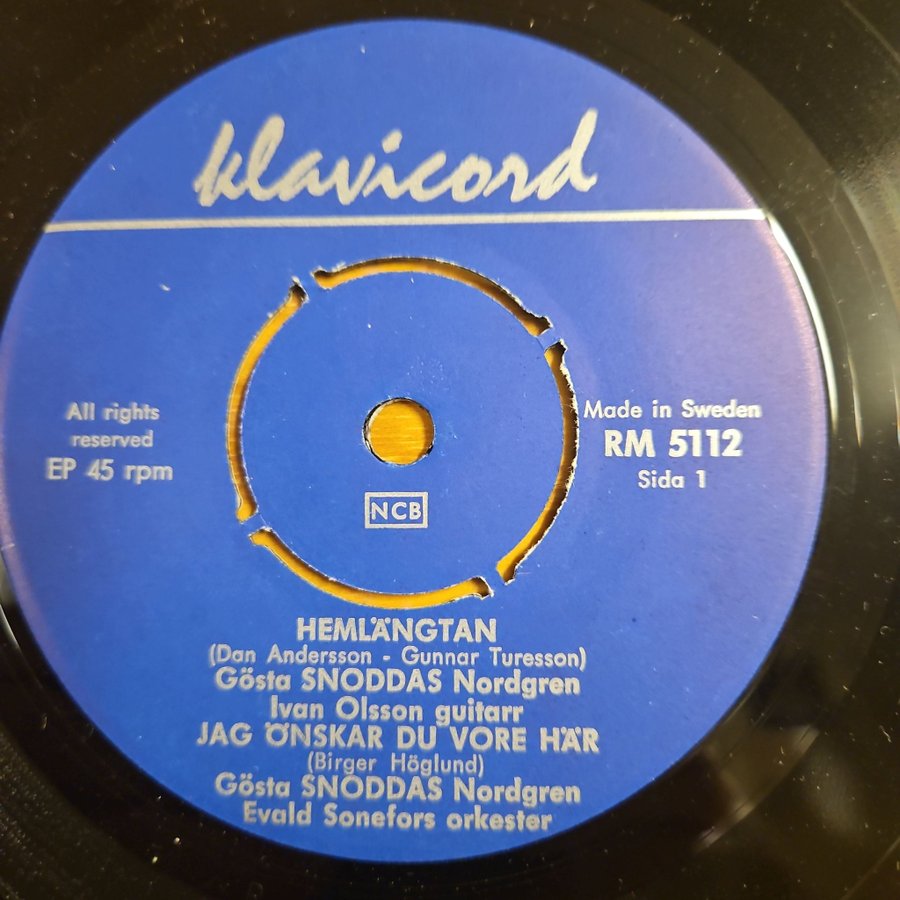 klavicord
All rights
reserved
EP 45 rpm
Made in Sweden
RM 5112
Sida 1
NCB
HEMLÄNGTAN
(Dan Andersson - Gunnar Turesson)
Gösta SNODDAS Nordgren
Ivan Olsson guitarr
JAG ÖNSKAR DU VORE HÄR
(Birger Höglund)
Gösta SNODDAS Nordgren
Evald Sonefors orkester